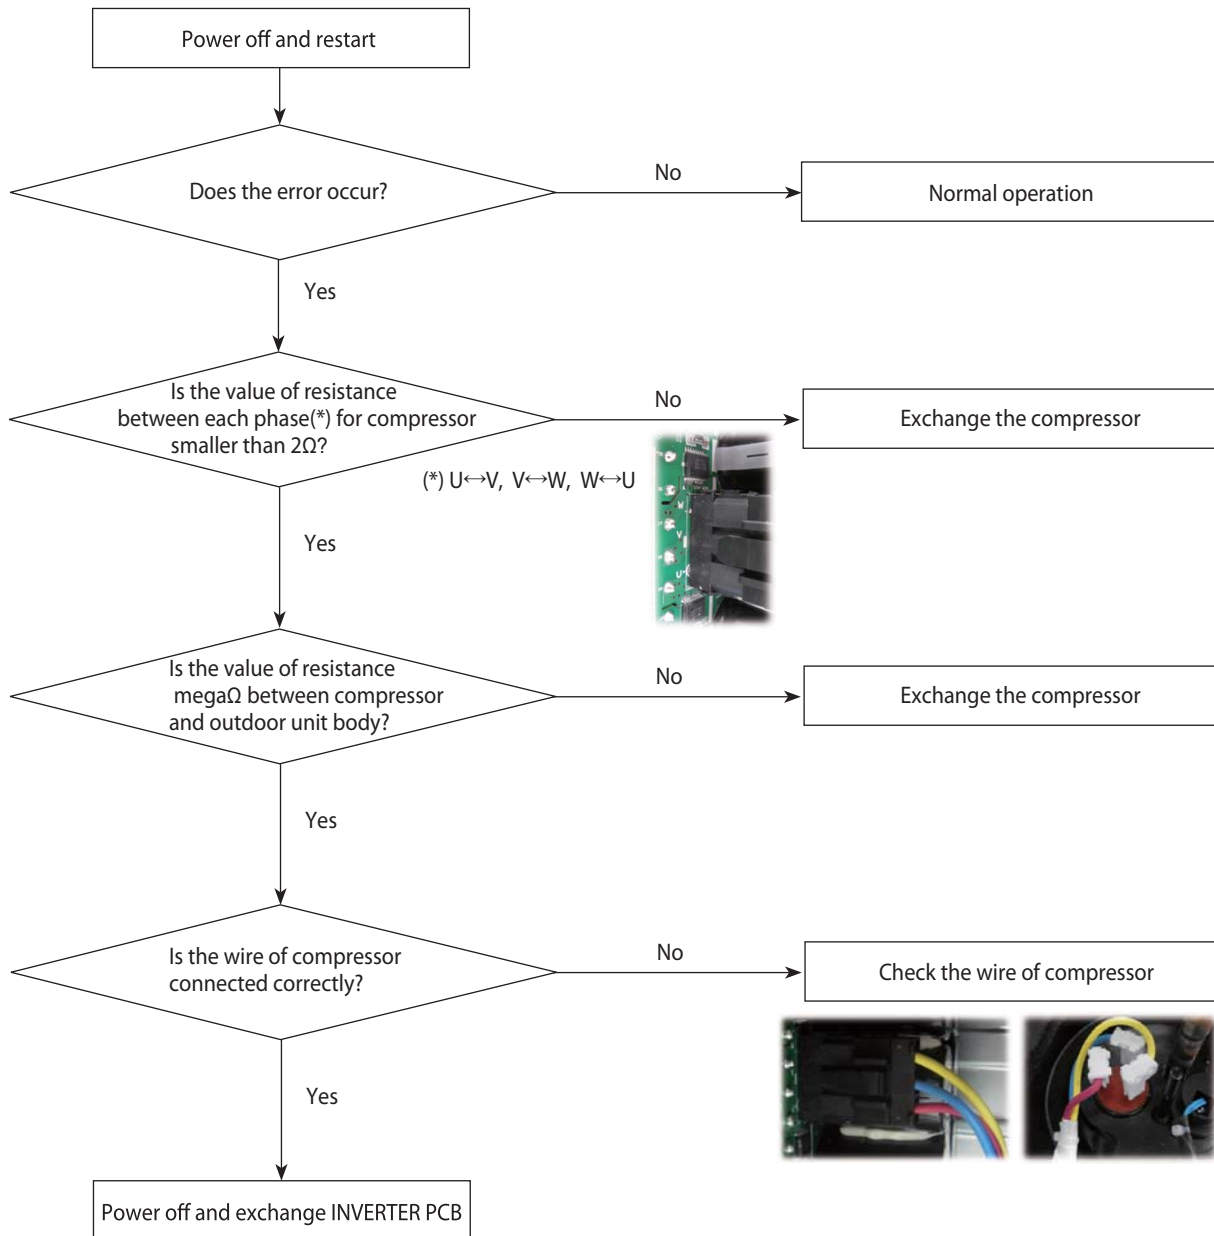 Power off and restart
Does the error occur?
No
Normal operation
Yes
Is the value of resistance
between each phase(*) for compressor
smaller than 2Ω?
No
Exchange the compressor
(*) U↔V, V↔W, W↔U
W
V
U
Yes
Is the value of resistance
megaΩ between compressor
and outdoor unit body?
No
Exchange the compressor
Yes
Is the wire of compressor
connected correctly?
No
Check the wire of compressor
Yes
Power off and exchange INVERTER PCB